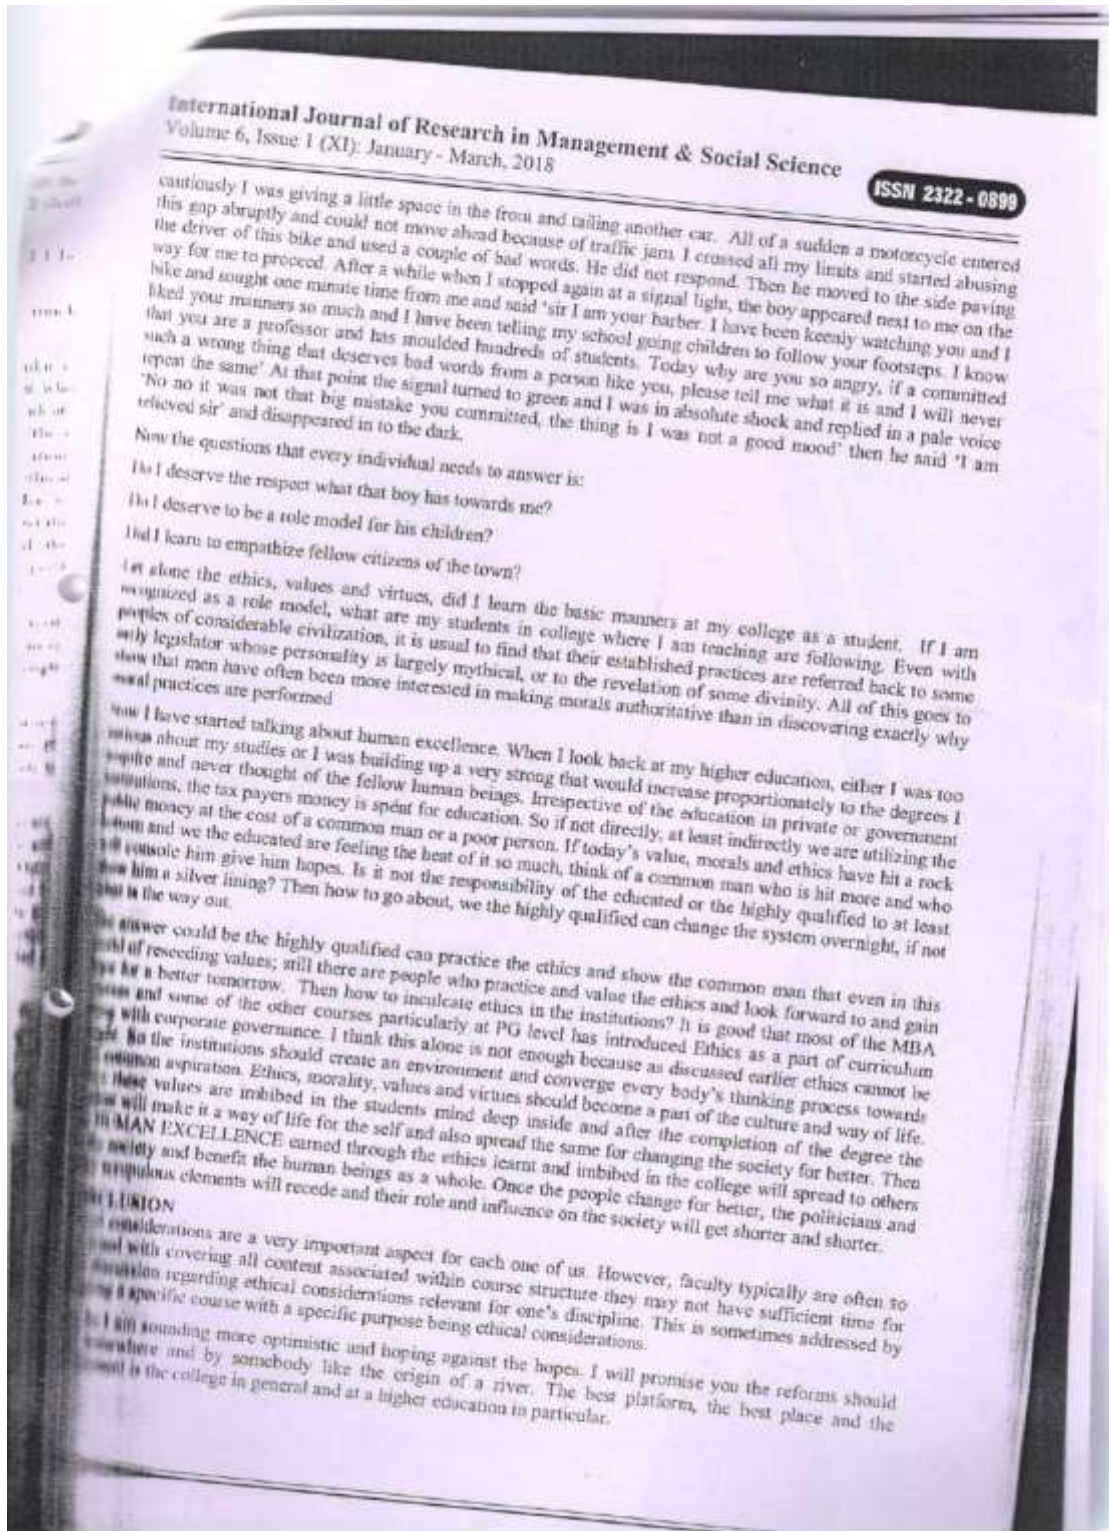 International Journal of Research in Management & Social Science
Volume 6, Issue 1 (XI): January - March, 2018
ISSN 2322 - 0899
cautiously I was giving a little space in the front and tailing another car. All of a sudden a motorcycle entered
this gap abruptly and could not move ahead because of traffic jam I crossed all my limits and started abusing
the driver of this bike and used a couple of bad words. He did not respond. Then he moved to the side paving
way for me to proceed. After a while when I stopped again at a signal light, the boy appeared next to me on the
bike and sought one minute time from me and said 'sir I am your barber. I have been keenly watching you and I
liked your manners so much and I have been telling my school going children to follow your footsteps. I know
that you are a professor and has moulded hundreds of students. Today why are you so angry, if a committed
such a wrong thing that deserves bad words from a person like you, please tell me what it is and I will never
repeat the same' At that point the signal turned to green and I was in absolute shock and replied in a pale voice
'No no it was not that big mistake you committed, the thing is I was not a good mood' then he said 'I am
relieved sir' and disappeared in to the dark.
Now the questions that every individual needs to answer is:
Do I deserve the respect what that boy has towards me?
Do I deserve to be a role model for his children?
Did I learn to empathize fellow citizens of the town?
Let alone the ethics, values and virtues, did I learn the basic manners at my college as a student. If I am
recognized as a role model, what are my students in college where I am teaching are following. Even with
peoples of considerable civilization, it is usual to find that their established practices are referred back to some
early legislator whose personality is largely mythical, or to the revelation of some divinity. All of this goes to
show that men have often been more interested in making morals authoritative than in discovering exactly why
moral practices are performed
Now I have started talking about human excellence. When I look back at my higher education, either I was too
about my studies or I was building up a very strong that would increase proportionately to the degrees I
and never thought of the fellow human beings. Irrespective of the education in private or government
institutions, the tax payers money is spent for education. So if not directly, at least indirectly we are utilizing the
public money at the cost of a common man or a poor person. If today's value, morals and ethics have hit a rock
bottom and we the educated are feeling the heat of it so much, think of a common man who is hit more and who
will console him give him hopes. Is it not the responsibility of the educated or the highly qualified to at least
show him a silver lining? Then how to go about, we the highly qualified can change the system overnight, if not
what is the way out.
answer could be the highly qualified can practice the ethics and show the common man that even in this
of reseeding values; still there are people who practice and value the ethics and look forward to and gain
for a better tomorrow. Then how to inculcate ethics in the institutions? It is good that most of the MBA
and some of the other courses particularly at PG level has introduced Ethics as a part of curriculum
with corporate governance. I think this alone is not enough because as discussed earlier ethics cannot be
So the institutions should create an environment and converge every body's thinking process towards
common aspiration. Ethics, morality, values and virtues should become a part of the culture and way of life.
these values are imbibed in the students mind deep inside and after the completion of the degree the
will make it a way of life for the self and also spread the same for changing the society for better. Then
HUMAN EXCELLENCE earned through the ethics learnt and imbibed in the college will spread to others
society and benefit the human beings as a whole. Once the people change for better, the politicians and
elements will recede and their role and influence on the society will get shorter and shorter.
CONCLUSION
considerations are a very important aspect for each one of us. However, faculty typically are often so
with covering all content associated within course structure they may not have sufficient time for
discussion regarding ethical considerations relevant for one's discipline. This is sometimes addressed by
a specific course with a specific purpose being ethical considerations.
I am sounding more optimistic and hoping against the hopes. I will promise you the reforms should
and by somebody like the origin of a river. The best platform, the best place and the
is the college in general and at a higher education in particular.